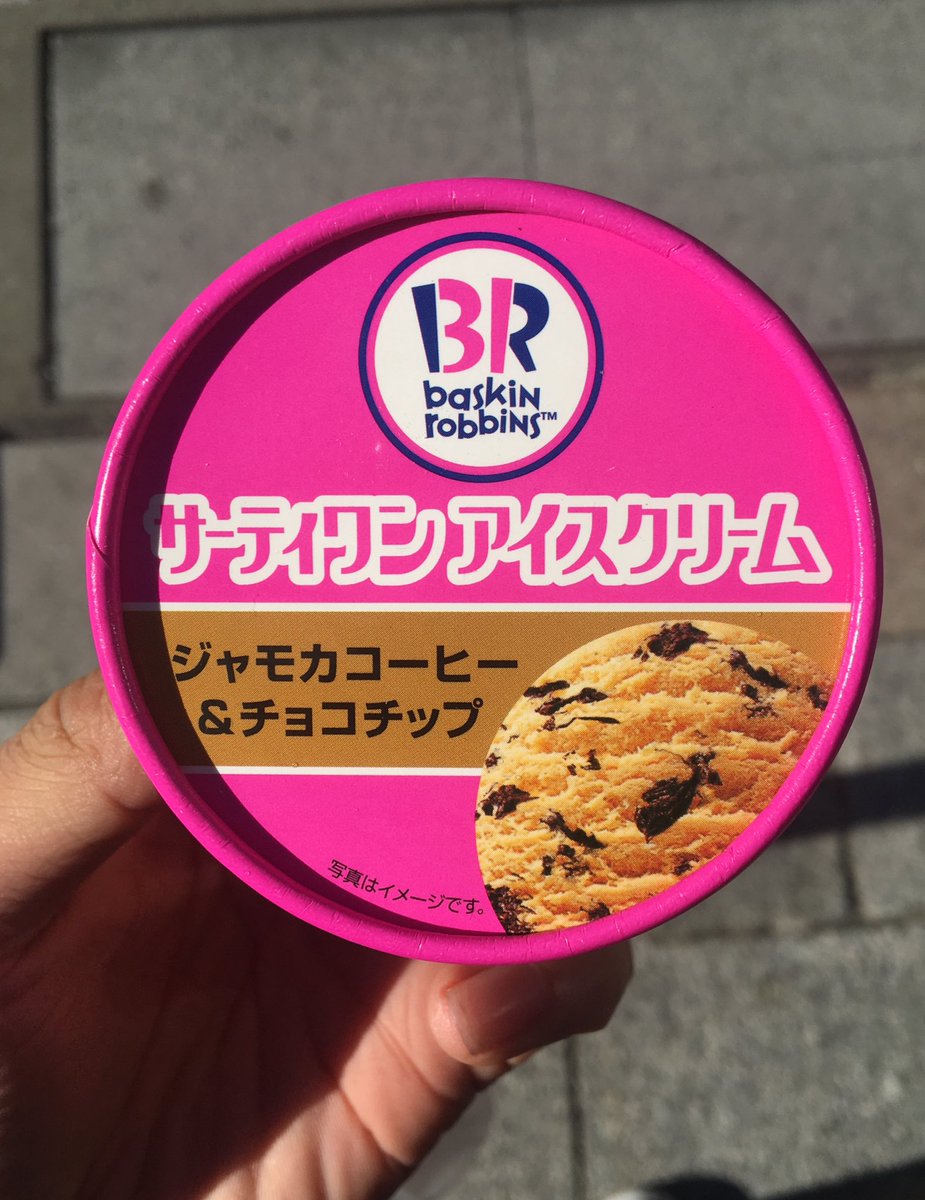 BR
baskin
robbins™
サーティワン アイスクリーム
ジャモカコーヒー
&チョコチップ
写真はイメージです。